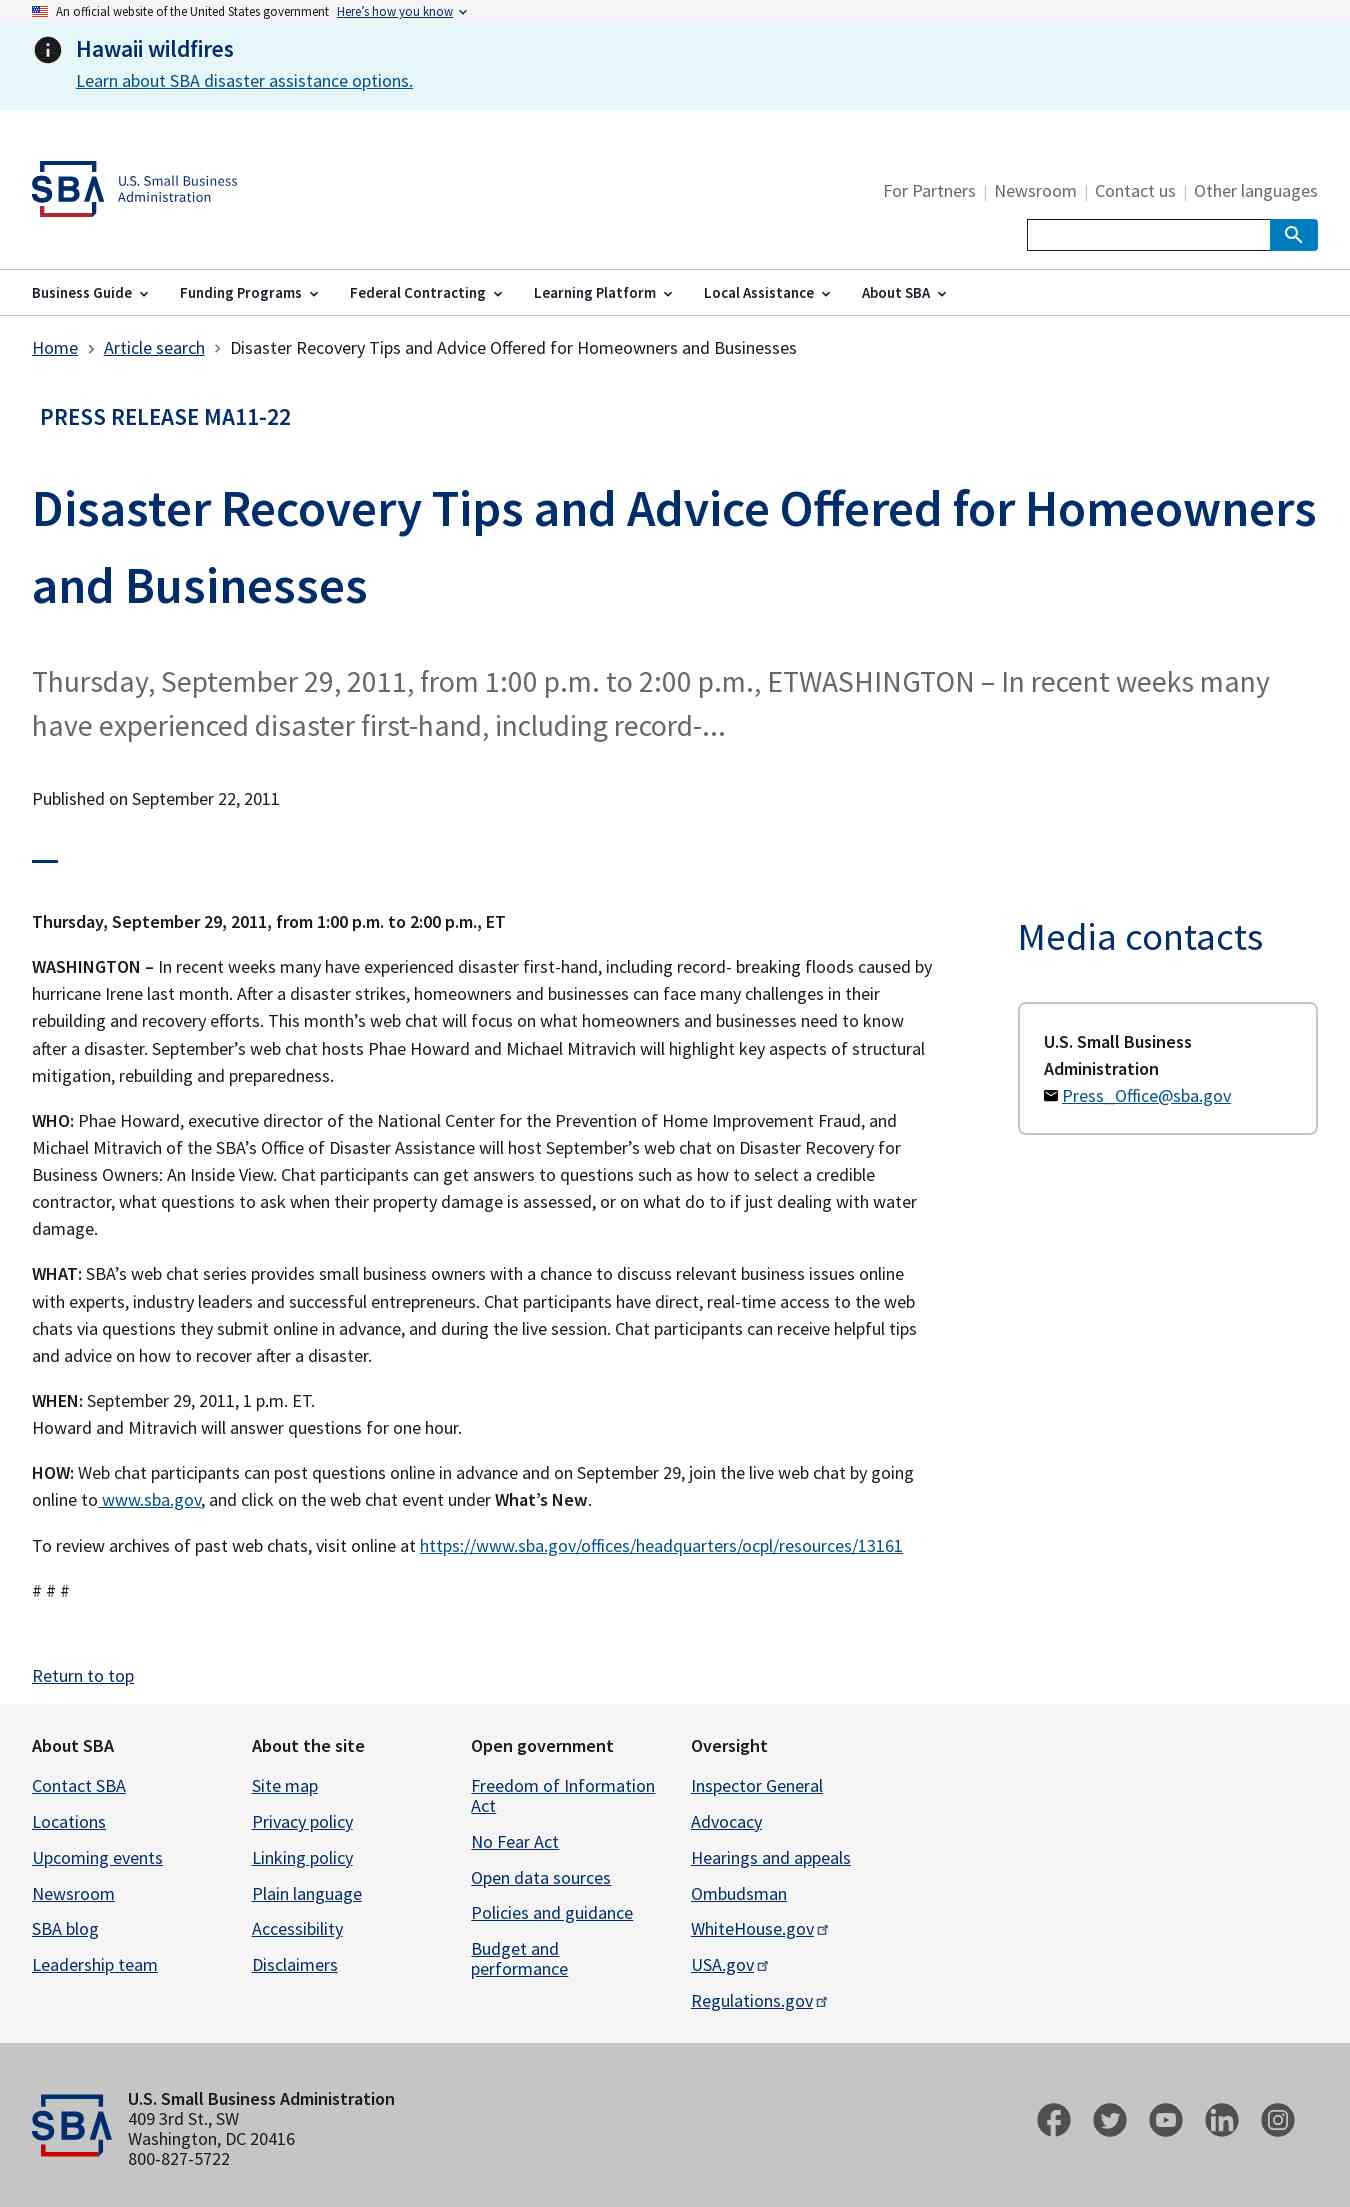 An official website of the United States government Here’s how you know
Hawaii wildfires
Learn about SBA disaster assistance options.
SBA
U.S. Small Business
Administration
For Partners | Newsroom | Contact us | Other languages
Business Guide Funding Programs Federal Contracting Learning Platform Local Assistance About SBA
Home > Article search > Disaster Recovery Tips and Advice Offered for Homeowners and Businesses
PRESS RELEASE MA11-22
Disaster Recovery Tips and Advice Offered for Homeowners
and Businesses
Thursday, September 29, 2011, from 1:00 p.m. to 2:00 p.m., ETWASHINGTON – In recent weeks many
have experienced disaster first-hand, including record-...
Published on September 22, 2011
Thursday, September 29, 2011, from 1:00 p.m. to 2:00 p.m., ET
WASHINGTON – In recent weeks many have experienced disaster first-hand, including record- breaking floods caused by
hurricane Irene last month. After a disaster strikes, homeowners and businesses can face many challenges in their
rebuilding and recovery efforts. This month’s web chat will focus on what homeowners and businesses need to know
after a disaster. September’s web chat hosts Phae Howard and Michael Mitravich will highlight key aspects of structural
mitigation, rebuilding and preparedness.
WHO: Phae Howard, executive director of the National Center for the Prevention of Home Improvement Fraud, and
Michael Mitravich of the SBA’s Office of Disaster Assistance will host September’s web chat on Disaster Recovery for
Business Owners: An Inside View. Chat participants can get answers to questions such as how to select a credible
contractor, what questions to ask when their property damage is assessed, or on what do to if just dealing with water
damage.
WHAT: SBA’s web chat series provides small business owners with a chance to discuss relevant business issues online
with experts, industry leaders and successful entrepreneurs. Chat participants have direct, real-time access to the web
chats via questions they submit online in advance, and during the live session. Chat participants can receive helpful tips
and advice on how to recover after a disaster.
WHEN: September 29, 2011, 1 p.m. ET.
Howard and Mitravich will answer questions for one hour.
HOW: Web chat participants can post questions online in advance and on September 29, join the live web chat by going
online to www.sba.gov, and click on the web chat event under What’s New.
To review archives of past web chats, visit online at https://www.sba.gov/offices/headquarters/ocpl/resources/13161
# # #
Media contacts
U.S. Small Business
Administration
Press_Office@sba.gov
Return to top
About SBA
Contact SBA
Locations
Upcoming events
Newsroom
SBA blog
Leadership team
About the site
Site map
Privacy policy
Linking policy
Plain language
Accessibility
Disclaimers
Open government
Freedom of Information
Act
No Fear Act
Open data sources
Policies and guidance
Budget and
performance
Oversight
Inspector General
Advocacy
Hearings and appeals
Ombudsman
WhiteHouse.gov
USA.gov
Regulations.gov
SBA
U.S. Small Business Administration
409 3rd St., SW
Washington, DC 20416
800-827-5722